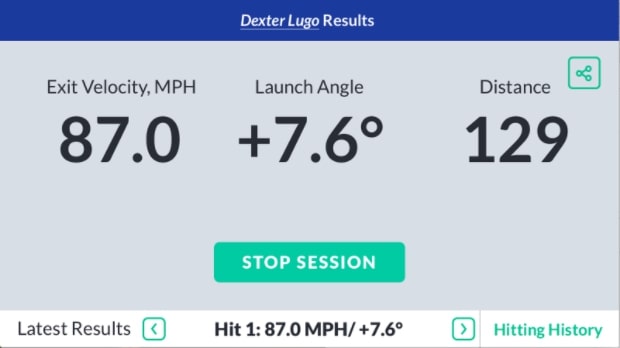 Dexter Lugo Results
Exit Velocity, MPH Launch Angle Distance
87.0 +7.6° 129
STOP SESSION
Latest Results Hit 1: 87.0 MPH/ +7.6° Hitting History